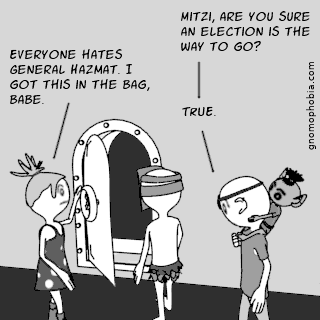 EVERYONE HATES
GENERAL HAZMAT. I
GOT THIS IN THE BAG,
BABE.
MITZI, ARE YOU SURE
AN ELECTION IS THE
WAY TO GO?
TRUE.
gnomophobia.com